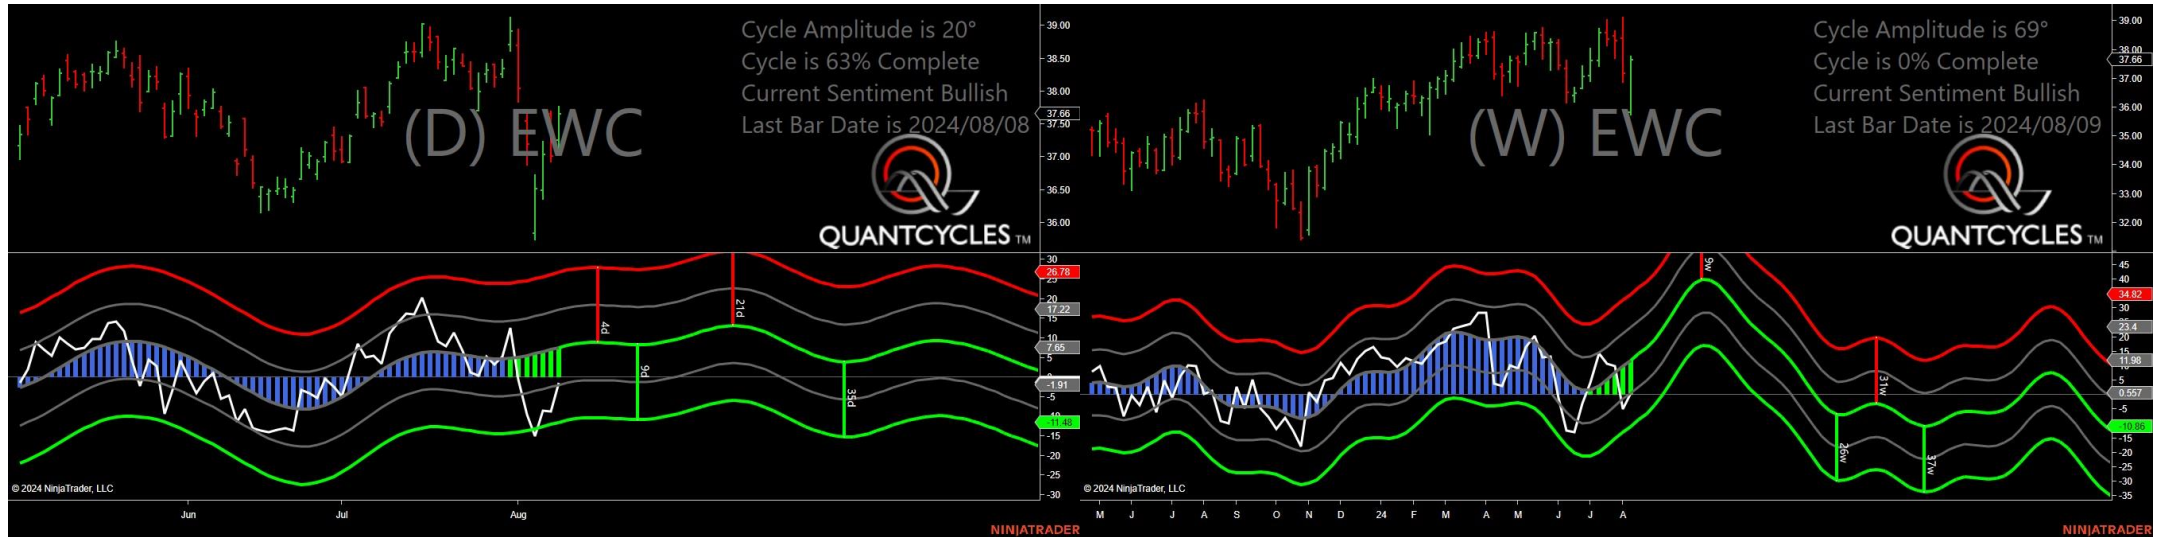 Cycle Amplitude is 20°
Cycle is 63% Complete
Current Sentiment Bullish
Last Bar Date is 2024/08/08
(D) EWC
QUANTCYCLES TM
39.00
38.50
38.00
37.66
37.50
37.00
36.50
36.00
30
26.78
25
20
17.22
15
10
7.65
5
0
-1.91
-5
-10
-11.48
-15
-20
-25
-30
4d
9d
21d
35d
© 2024 NinjaTrader, LLC
Jun
Jul
Aug
NINJATRADER
Cycle Amplitude is 69°
Cycle is 0% Complete
Current Sentiment Bullish
Last Bar Date is 2024/08/09
(W) EWC
QUANTCYCLES TM
39.00
38.00
37.66
37.00
36.00
35.00
34.00
33.00
32.00
45
40
34.82
30
23.4
20
15
11.98
10
5
0.557
-5
-10.86
-15
-20
-25
-30
-35
9w
26w
31w
37w
© 2024 NinjaTrader, LLC
M J J A S O N D 24 F M A M J J A
NINJATRADER